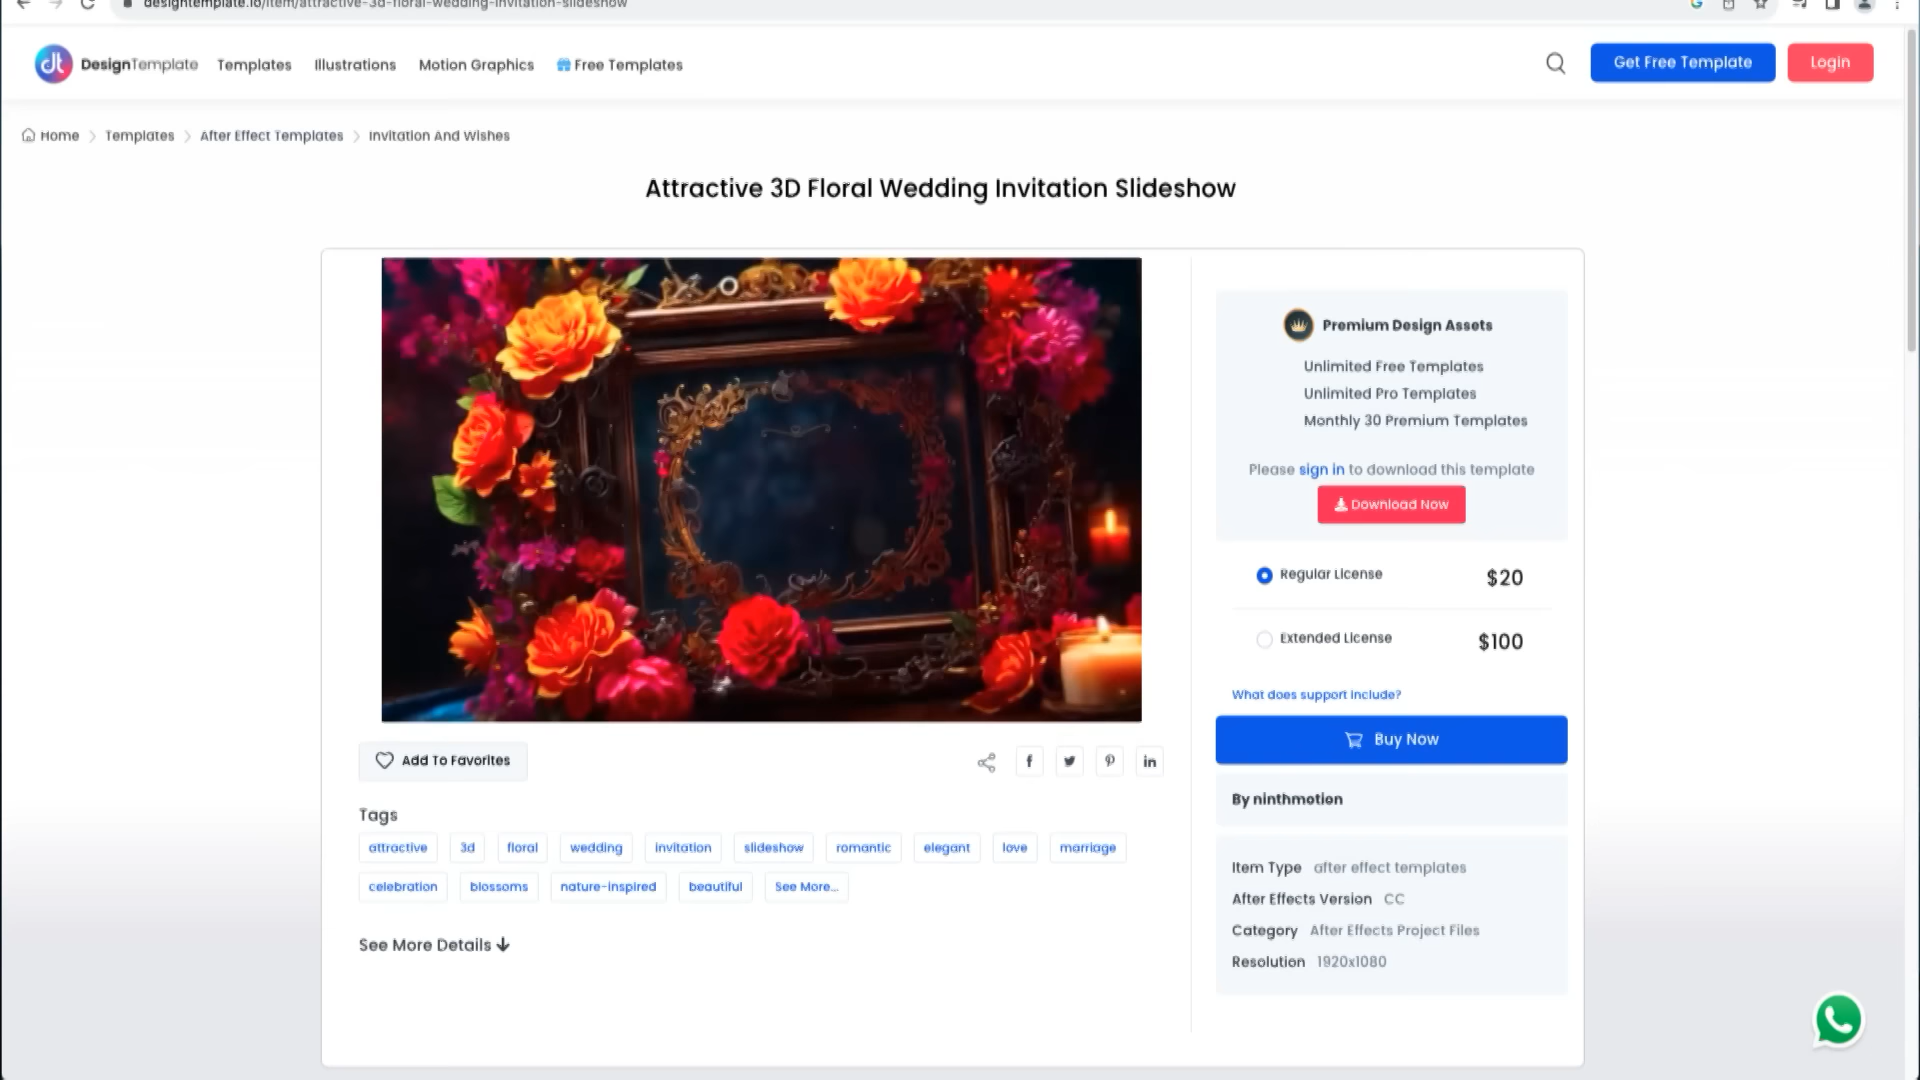 designtemplate.io/item/attractive-3d-floral-wedding-invitation-slideshow
DesignTemplate Templates Illustrations Motion Graphics Free Templates Get Free Template Login
Home Templates After Effect Templates Invitation And Wishes
Attractive 3D Floral Wedding Invitation Slideshow
Premium Design Assets
Unlimited Free Templates
Unlimited Pro Templates
Monthly 30 Premium Templates
Please sign in to download this template
Download Now
Regular License $20
Extended License $100
What does support include?
Buy Now
Add To Favorites
By ninthmotion
Tags
attractive 3d floral wedding invitation slideshow romantic elegant love marriage
celebration blossoms nature-inspired beautiful See More...
See More Details
Item Type after effect templates
After Effects Version CC
Category After Effects Project Files
Resolution 1920x1080